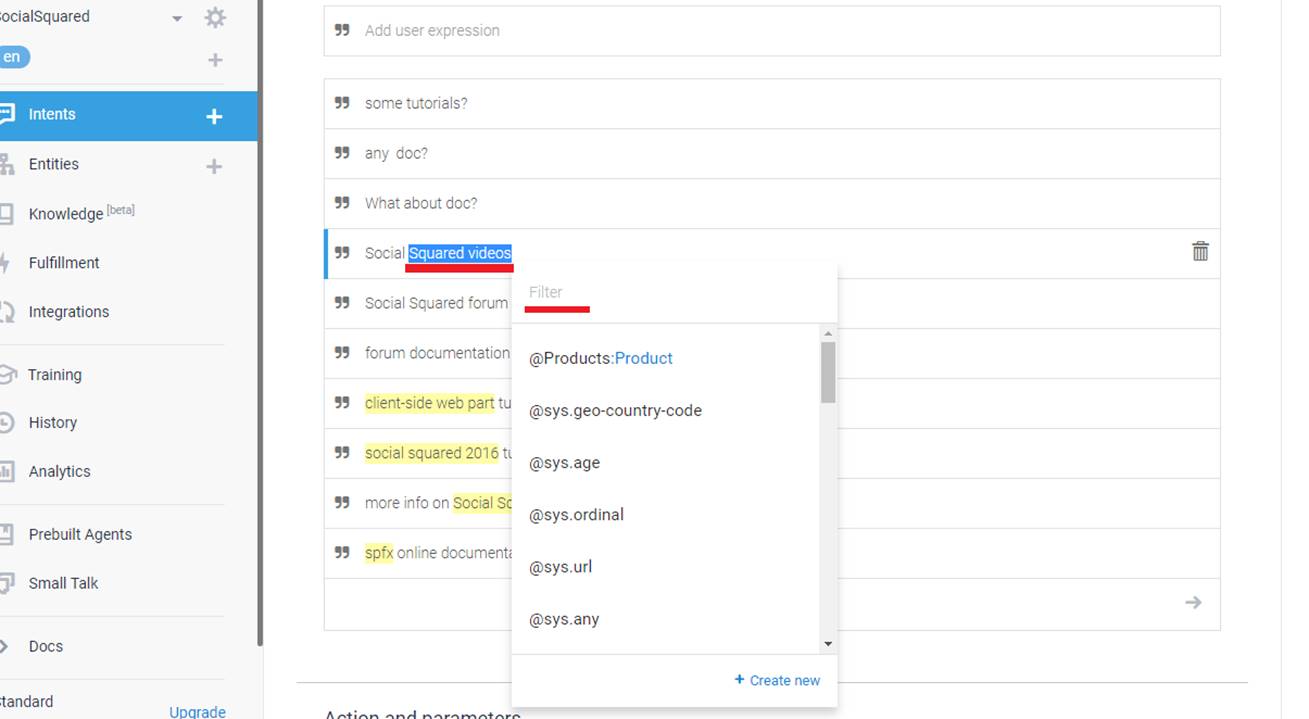 ocialSquared
en
Intents
Entities
Knowledge [beta]
Fulfillment
Integrations
Training
History
Analytics
Prebuilt Agents
Small Talk
Docs
tandard
Upgrade
Add user expression
some tutorials?
any doc?
What about doc?
Social Squared videos
Social Squared forum
forum documentation
client-side web part tu
social squared 2016 tu
more info on Social Sq
spfx online documenta
Filter
@Products:Product
@sys.geo-country-code
@sys.age
@sys.ordinal
@sys.url
@sys.any
+ Create new
Action and parameters